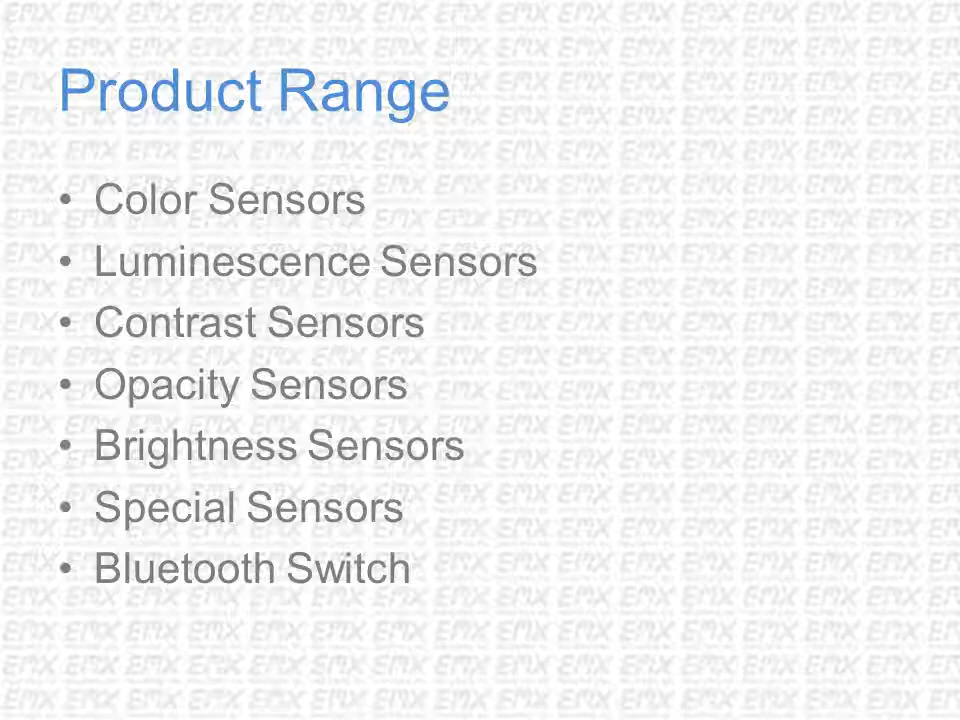 Product Range
• Color Sensors
• Luminescence Sensors
• Contrast Sensors
• Opacity Sensors
• Brightness Sensors
• Special Sensors
• Bluetooth Switch